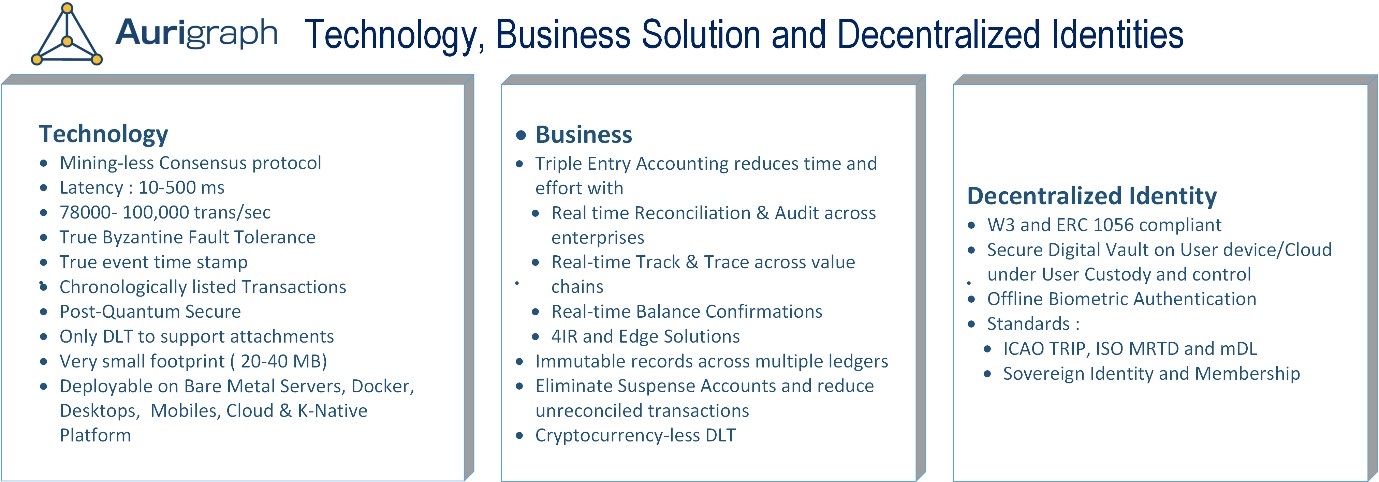 Aurigraph Technology, Business Solution and Decentralized Identities
Technology
• Mining-less Consensus protocol
• Latency : 10-500 ms
• 78000- 100,000 trans/sec
• True Byzantine Fault Tolerance
• True event time stamp
• Chronologically listed Transactions
• Post-Quantum Secure
• Only DLT to support attachments
• Very small footprint ( 20-40 MB)
• Deployable on Bare Metal Servers, Docker,
Desktops, Mobiles, Cloud & K-Native
Platform
• Business
• Triple Entry Accounting reduces time and
effort with
• Real time Reconciliation & Audit across
enterprises
• Real-time Track & Trace across value
chains
• Real-time Balance Confirmations
• 4IR and Edge Solutions
• Immutable records across multiple ledgers
• Eliminate Suspense Accounts and reduce
unreconciled transactions
• Cryptocurrency-less DLT
Decentralized Identity
• W3 and ERC 1056 compliant
• Secure Digital Vault on User device/Cloud
under User Custody and control
• Offline Biometric Authentication
• Standards :
• ICAO TRIP, ISO MRTD and mDL
• Sovereign Identity and Membership